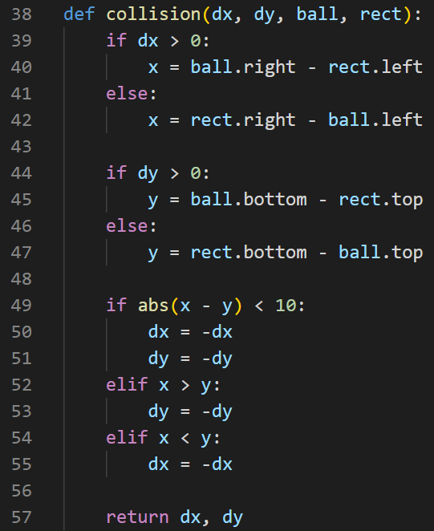 38 def collision(dx, dy, ball, rect):
39     if dx > 0:
40         x = ball.right - rect.left
41     else:
42         x = rect.right - ball.left
43
44     if dy > 0:
45         y = ball.bottom - rect.top
46     else:
47         y = rect.bottom - ball.top
48
49     if abs(x - y) < 10:
50         dx = -dx
51         dy = -dy
52     elif x > y:
53         dy = -dy
54     elif x < y:
55         dx = -dx
56
57     return dx, dy